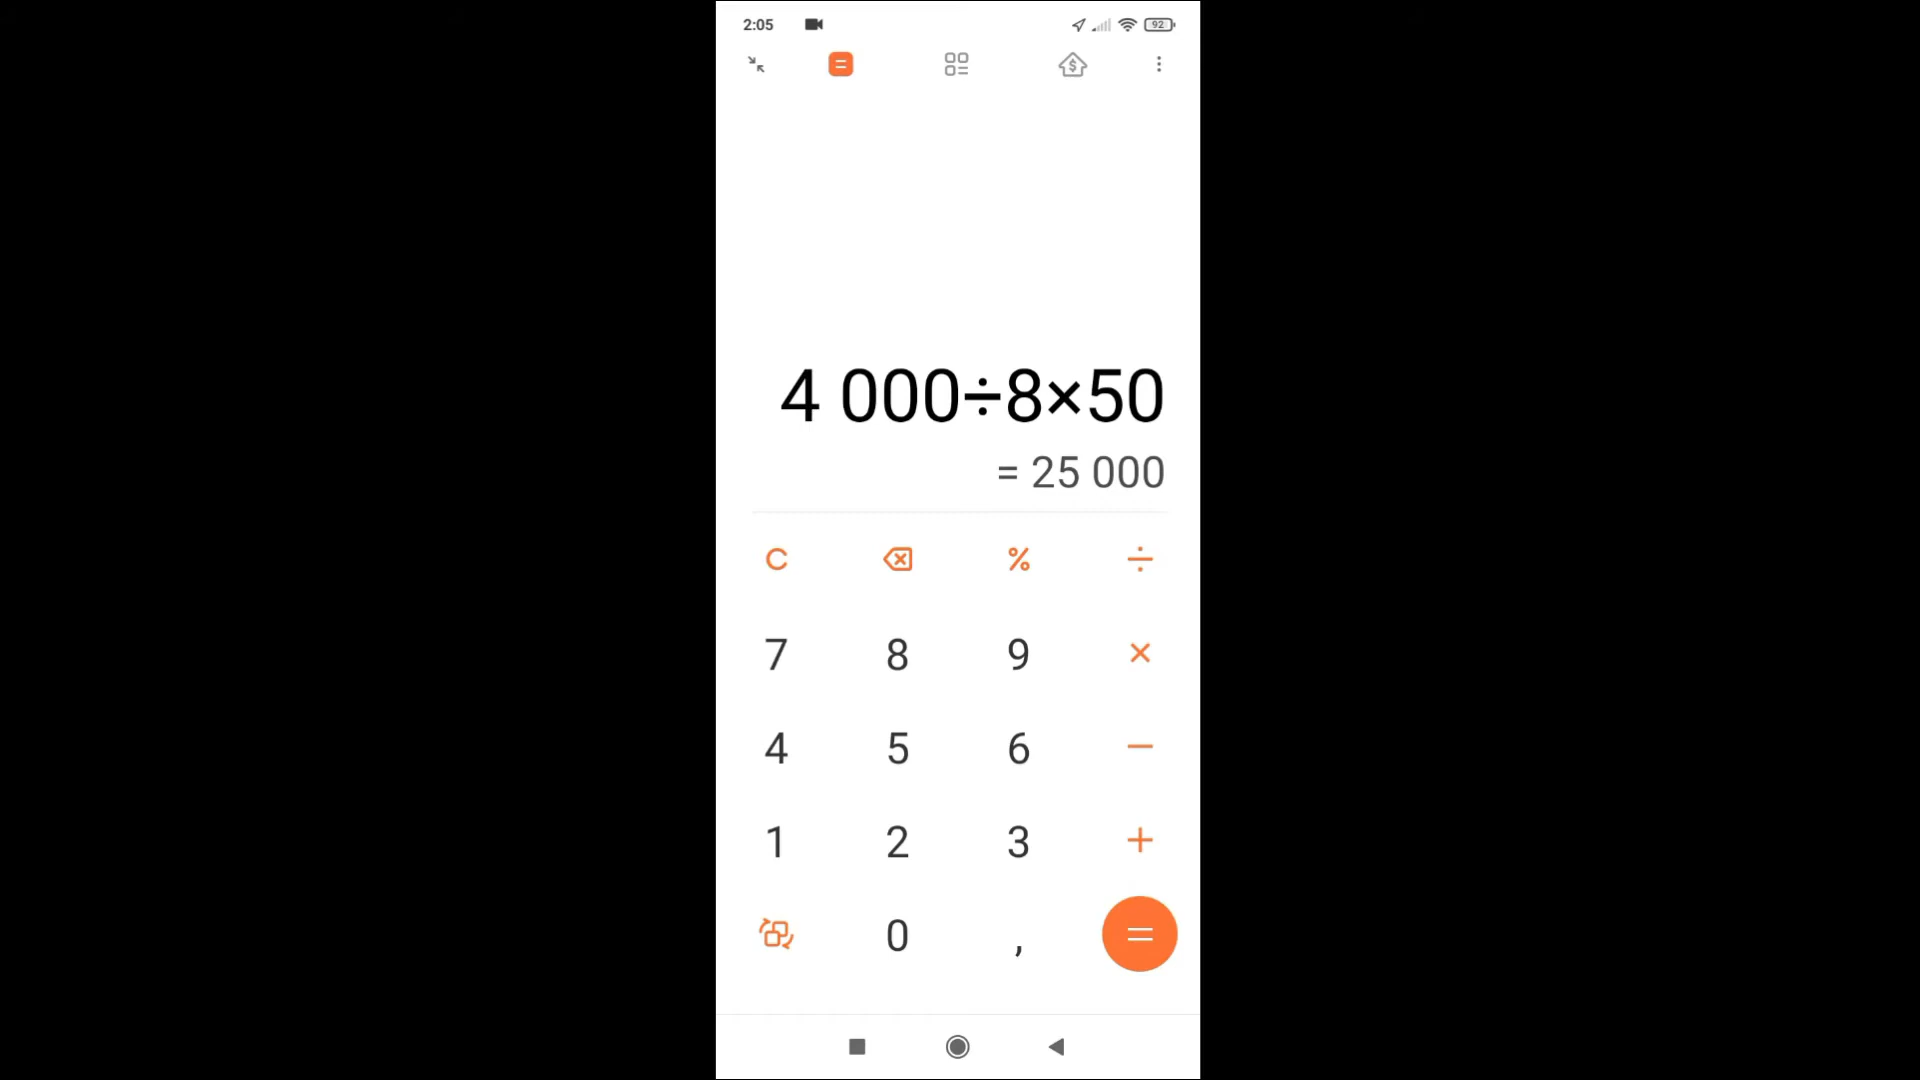 2:05
92
4 000÷8×50
= 25 000
C % ÷
7 8 9 ×
4 5 6 −
1 2 3 +
0 , =